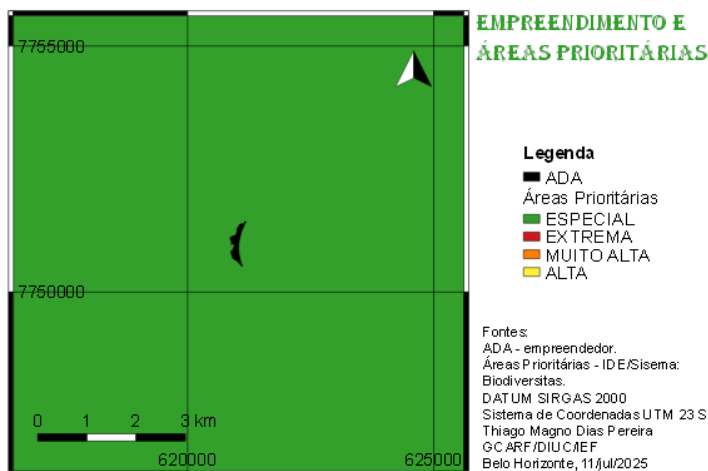 EMPREENDIMENTO E
ÁREAS PRIORITÁRIAS
7755000
7750000
0 1 2 3 km
620000
625000
Legenda
ADA
Áreas Prioritárias
ESPECIAL
EXTREMA
MUITO ALTA
ALTA
Fontes:
ADA - empreendedor.
Áreas Prioritárias - IDE/Sisema:
Biodiversitas.
DATUM SIRGAS 2000
Sistema de Coordenadas UTM 23 S
Thiago Magno Dias Pereira
GCARF/DIUC/IEF
Belo Horizonte, 11/jul/2025